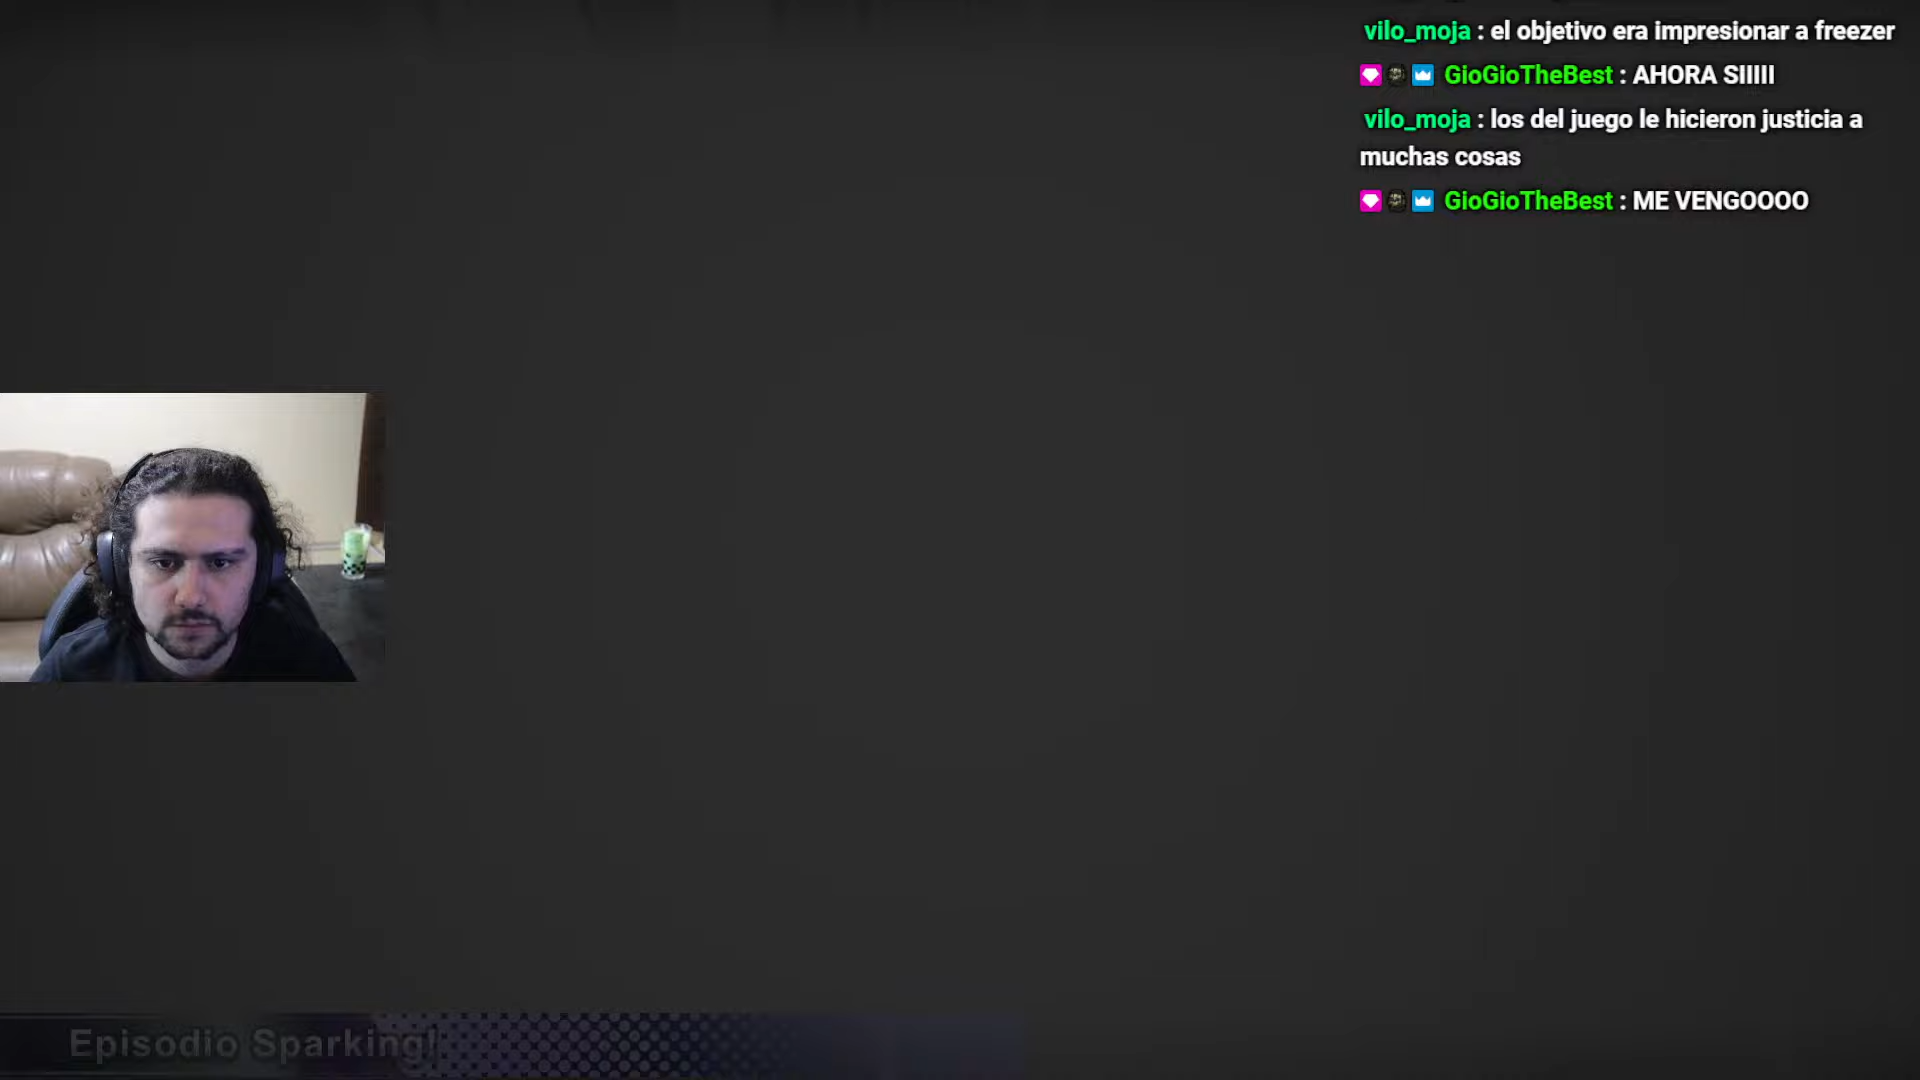 vilo_moja : el objetivo era impresionar a freezer
GioGioTheBest : AHORA SIIIII
vilo_moja : los del juego le hicieron justicia a
muchas cosas
GioGioTheBest : ME VENGOOOO
Episodio Sparking!